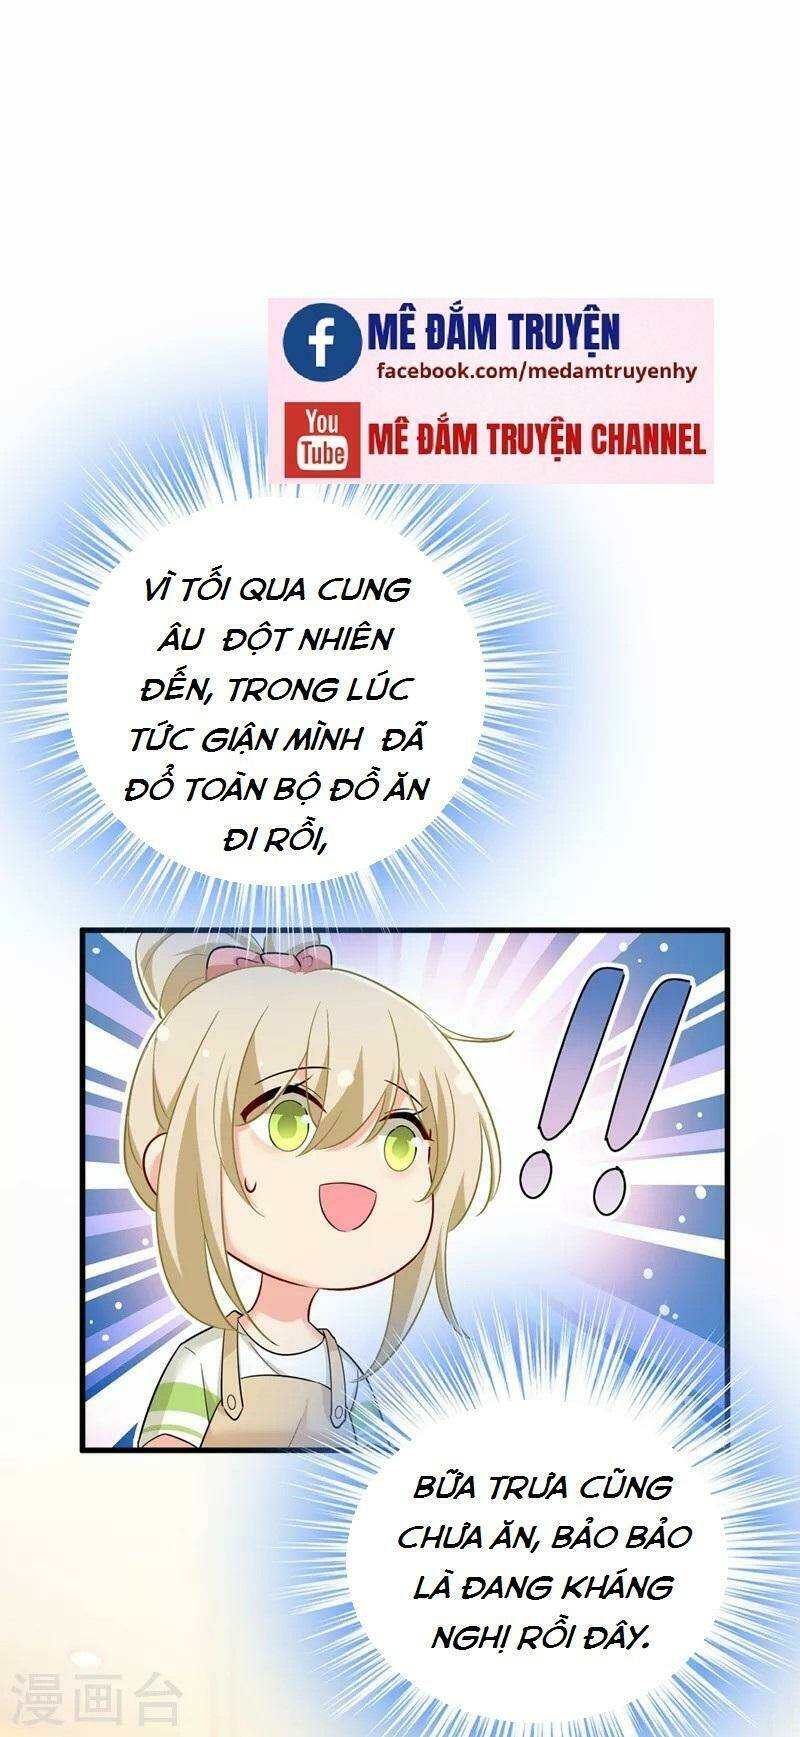 MÊ ĐẮM TRUYỆN
facebook.com/medamtruyenhy
You
Tube
MÊ ĐẮM TRUYỆN CHANNEL
VÌ TỐI QUA CUNG
ÂU ĐỘT NHIÊN
ĐẾN, TRONG LÚC
TỨC GIẬN MÌNH ĐÃ
ĐỔ TOÀN BỘ ĐỒ ĂN
ĐI RỒI,
!!
BỮA TRƯA CŨNG
CHƯA ĂN, BẢO BẢO
LÀ ĐANG KHÁNG
NGHỊ RỒI ĐÂY.
漫画台